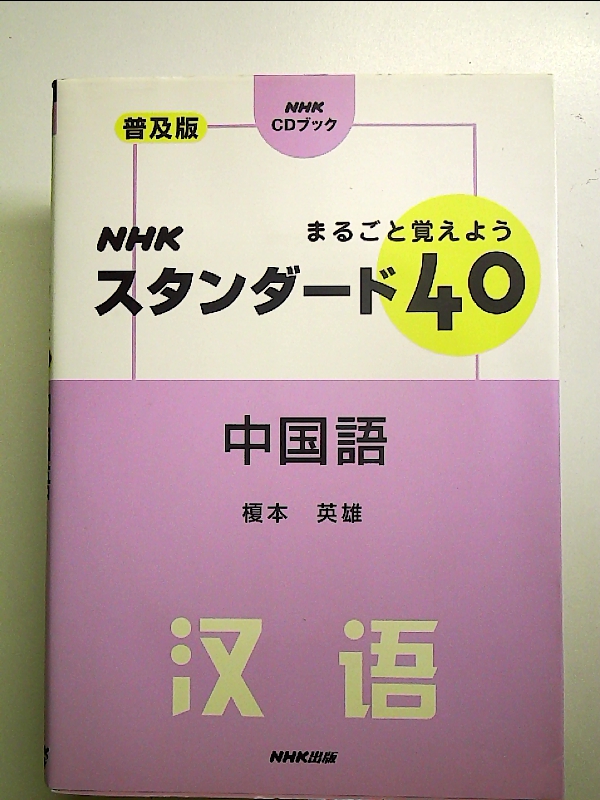 NHK
CDブック
普及版
まるごと覚えよう
NHK
スタンダード40
中国語
榎本 英雄
汉语
NHK出版